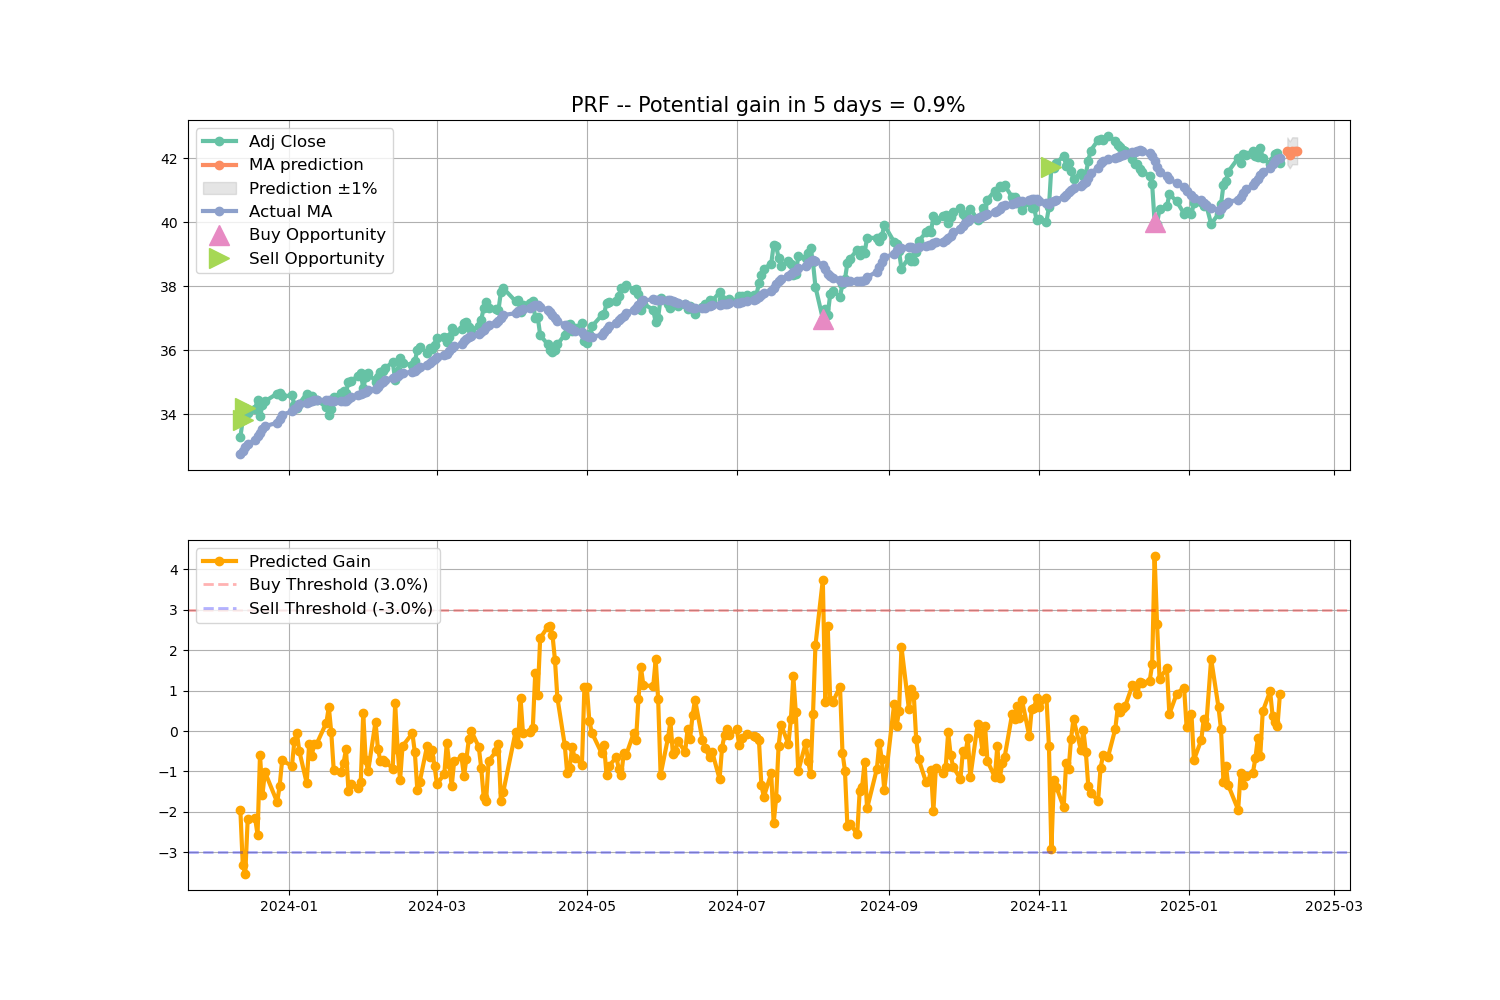 PRF -- Potential gain in 5 days = 0.9%
Adj Close
MA prediction
Prediction ±1%
Actual MA
Buy Opportunity
Sell Opportunity
42
40
38
36
34
Predicted Gain
Buy Threshold (3.0%)
Sell Threshold (-3.0%)
4
3
2
1
0
−1
−2
−3
2024-01
2024-03
2024-05
2024-07
2024-09
2024-11
2025-01
2025-03